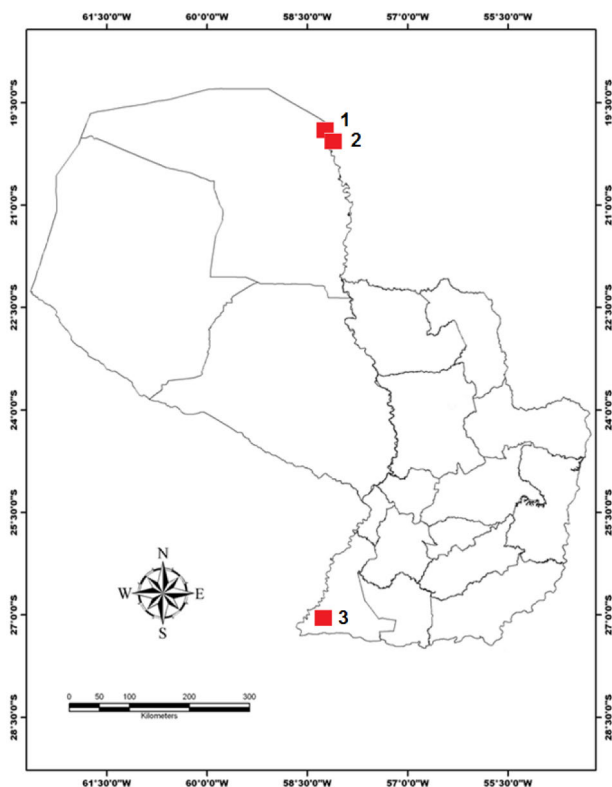 61°30'0"W 60°0'0"W 58°30'0"W 57°0'0"W 55°30'0"W
19°30'0"S 19°30'0"S
1
2
21°0'0"S 21°0'0"S
22°30'0"S 22°30'0"S
24°0'0"S 24°0'0"S
25°30'0"S 25°30'0"S
N
W E
S
27°0'0"S 27°0'0"S
3
0 50 100 200 300
Kilometers
28°30'0"S 28°30'0"S
61°30'0"W 60°0'0"W 58°30'0"W 57°0'0"W 55°30'0"W